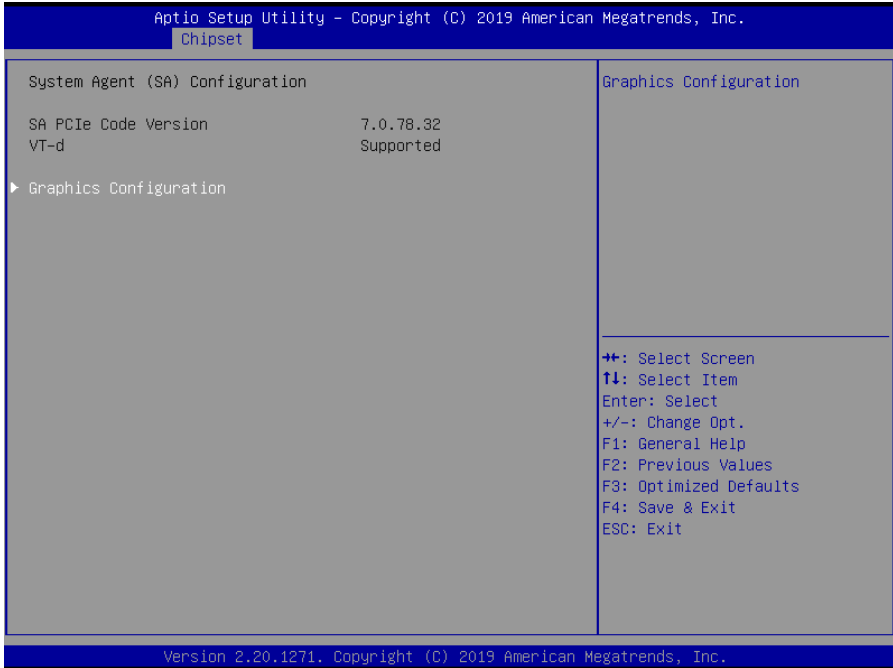 Aptio Setup Utility – Copyright (C) 2019 American Megatrends, Inc.
Chipset
System Agent (SA) Configuration
SA PCIe Code Version 7.0.78.32
VT-d Supported
▶ Graphics Configuration
Graphics Configuration
→←: Select Screen
↑↓: Select Item
Enter: Select
+/-: Change Opt.
F1: General Help
F2: Previous Values
F3: Optimized Defaults
F4: Save & Exit
ESC: Exit
Version 2.20.1271. Copyright (C) 2019 American Megatrends, Inc.